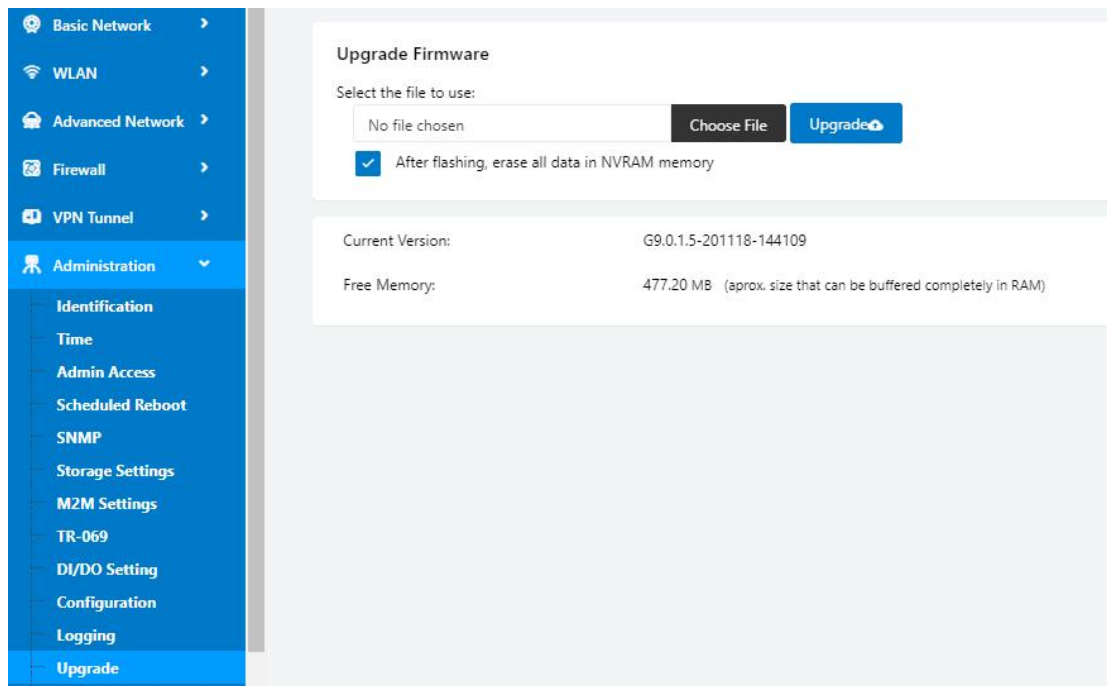 Basic Network
WLAN
Advanced Network
Firewall
VPN Tunnel
Administration
Identification
Time
Admin Access
Scheduled Reboot
SNMP
Storage Settings
M2M Settings
TR-069
DI/DO Setting
Configuration
Logging
Upgrade
Upgrade Firmware
Select the file to use:
No file chosen Choose File Upgrade
After flashing, erase all data in NVRAM memory
Current Version: G9.0.1.5-201118-144109
Free Memory: 477.20 MB (aprox. size that can be buffered completely in RAM)